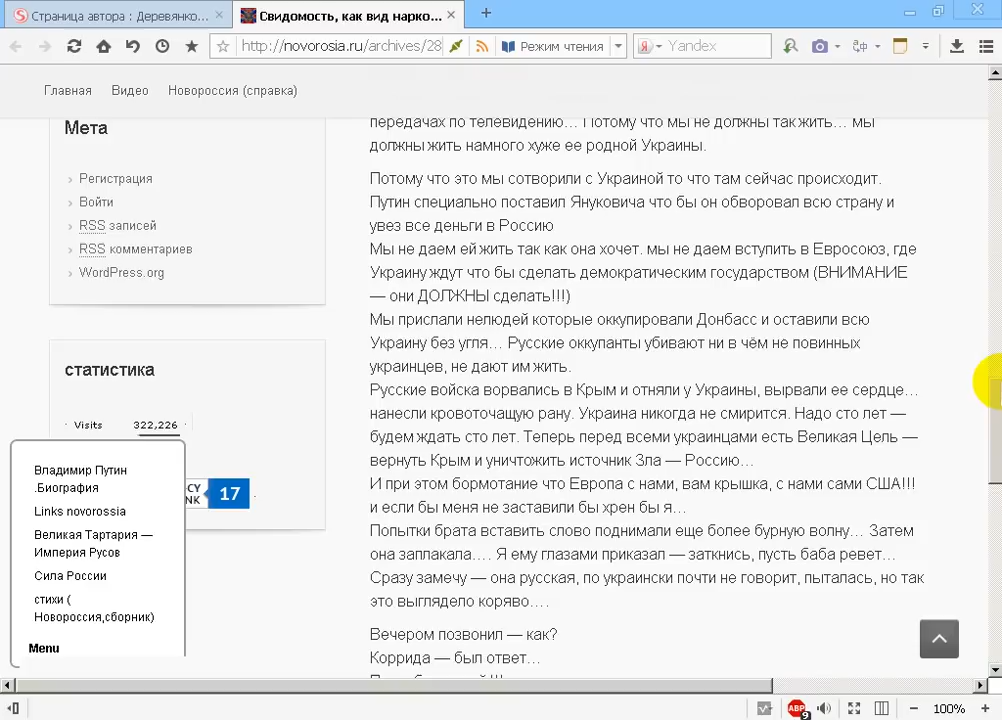 Страница автора : Деревянко...
Свидомость, как вид нарко...
http://novorosia.ru/archives/28
Режим чтения
Yandex
Главная
Видео
Новороссия (справка)
Мета
Регистрация
Войти
RSS записей
RSS комментариев
WordPress.org
статистика
Visits 322,226
CY
NK
17
Владимир Путин
.Биография
Links novorossia
Великая Тартария —
Империя Русов
Сила России
стихи (
Новороссия,сборник)
Menu
передачах по телевидению… Потому что мы не должны так жить… мы
должны жить намного хуже ее родной Украины.
Потому что это мы сотворили с Украиной то что там сейчас происходит.
Путин специально поставил Януковича что бы он обворовал всю страну и
увез все деньги в Россию
Мы не даем ей жить так как она хочет. мы не даем вступить в Евросоюз, где
Украину ждут что бы сделать демократическим государством (ВНИМАНИЕ
— они ДОЛЖНЫ сделать!!!)
Мы прислали нелюдей которые оккупировали Донбасс и оставили всю
Украину без угля… Русские оккупанты убивают ни в чём не повинных
украинцев, не дают им жить.
Русские войска ворвались в Крым и отняли у Украины, вырвали ее сердце…
нанесли кровоточащую рану. Украина никогда не смирится. Надо сто лет —
будем ждать сто лет. Теперь перед всеми украинцами есть Великая Цель —
вернуть Крым и уничтожить источник Зла — Россию…
И при этом бормотание что Европа с нами, вам крышка, с нами сами США!!!
и если бы меня не заставили бы хрен бы я…
Попытки брата вставить слово поднимали еще более бурную волну… Затем
она заплакала…. Я ему глазами приказал — заткнись, пусть баба ревет…
Сразу замечу — она русская, по украински почти не говорит, пыталась, но так
это выглядело коряво….
Вечером позвонил — как?
Коррида — был ответ…
ABP
9
100%